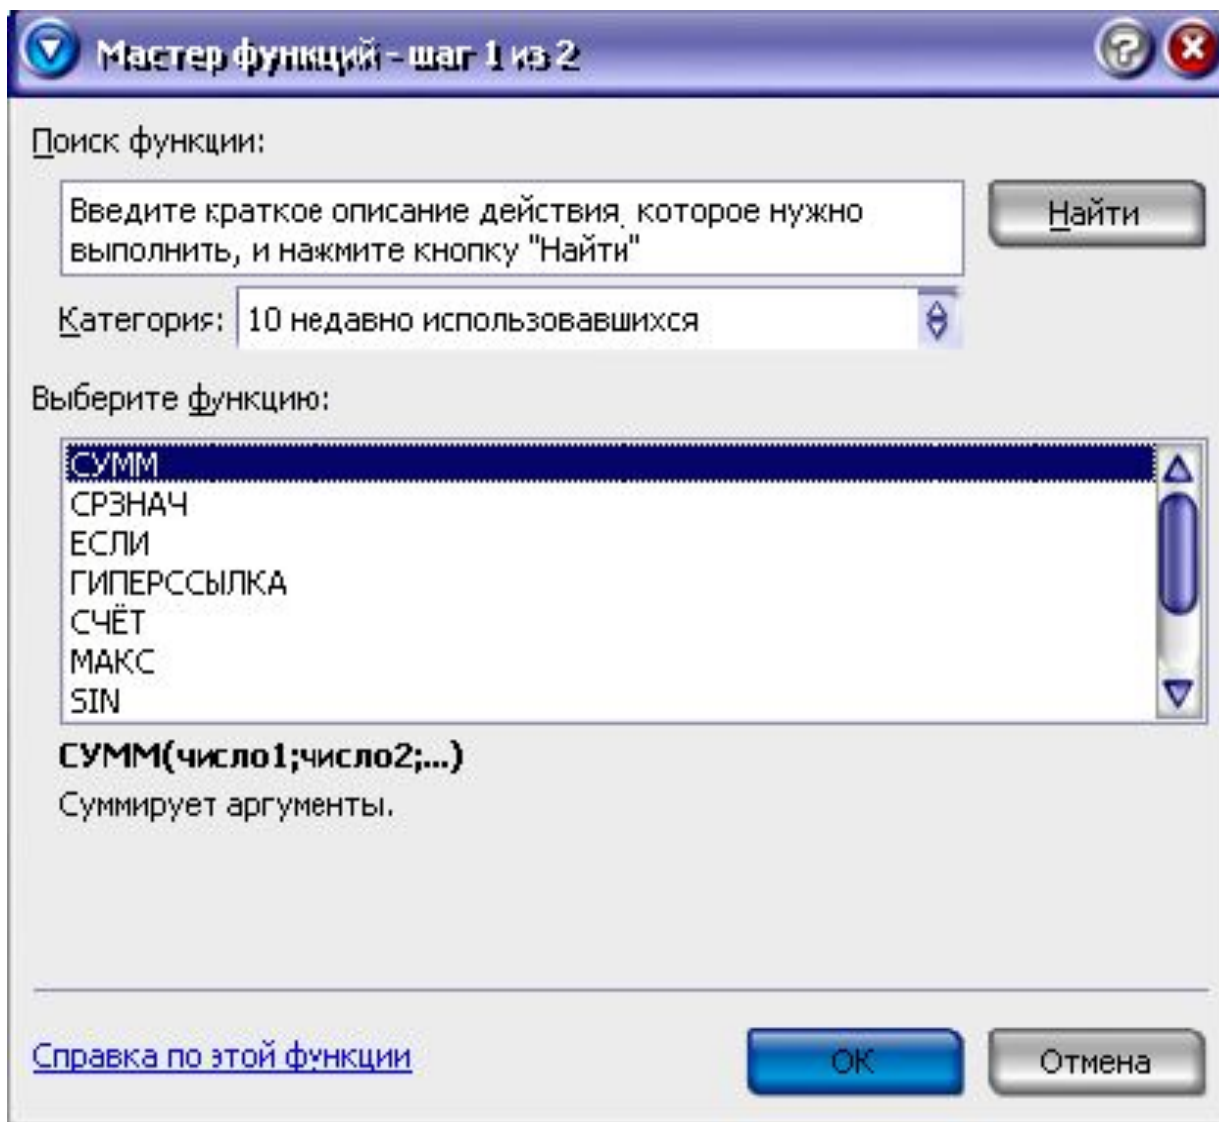 Мастер функций - шаг 1 из 2
Поиск функции:
Введите краткое описание действия, которое нужно
выполнить, и нажмите кнопку "Найти"
Найти
Категория: 10 недавно использовавшихся
Выберите функцию:
СУММ
СРЗНАЧ
ЕСЛИ
ГИПЕРССЫЛКА
СЧЁТ
МАКС
SIN
СУММ(число1;число2;...)
Суммирует аргументы.
Справка по этой функции
ОК
Отмена